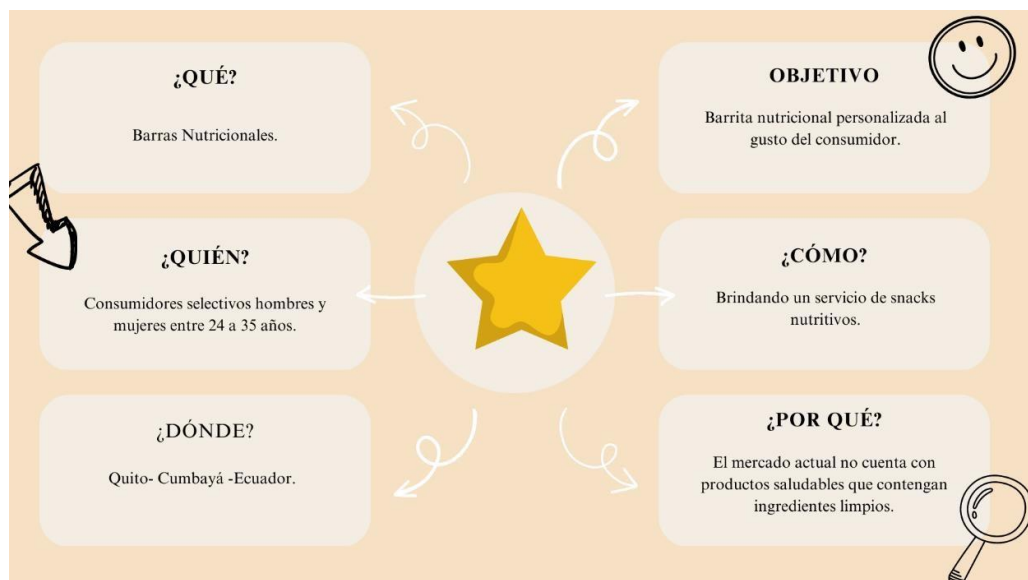 ¿QUÉ?
Barras Nutricionales.
¿QUIÉN?
Consumidores selectivos hombres y
mujeres entre 24 a 35 años.
¿DÓNDE?
Quito- Cumbayá -Ecuador.
OBJETIVO
Barrita nutricional personalizada al
gusto del consumidor.
¿CÓMO?
Brindando un servicio de snacks
nutritivos.
¿POR QUÉ?
El mercado actual no cuenta con
productos saludables que contengan
ingredientes limpios.